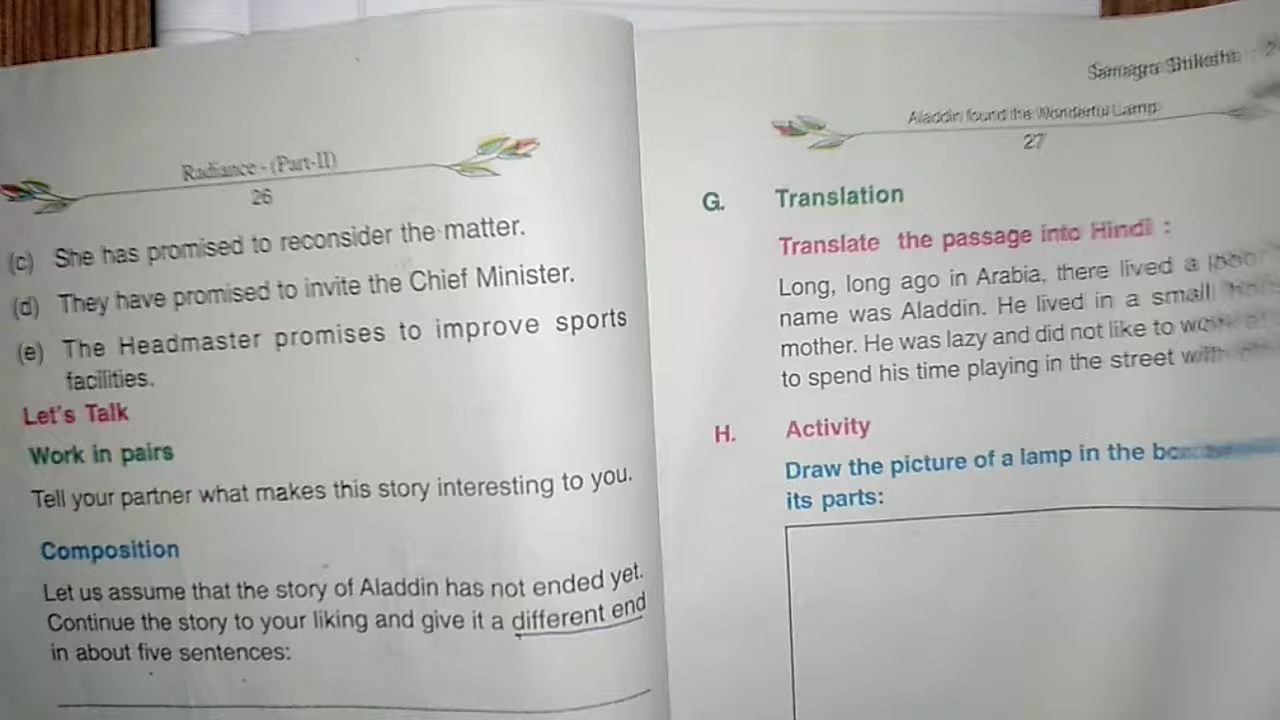 Radiance - (Part-II)
26
(c) She has promised to reconsider the matter.
(d) They have promised to invite the Chief Minister.
(e) The Headmaster promises to improve sports
facilities.
Let's Talk
Work in pairs
Tell your partner what makes this story interesting to you.
Composition
Let us assume that the story of Aladdin has not ended yet.
Continue the story to your liking and give it a different end
in about five sentences:
Samagra Shiksha
Aladdin found the Wonderful Lamp
27
G. Translation
Translate the passage into Hindi :
Long, long ago in Arabia, there lived a poor
name was Aladdin. He lived in a small
mother. He was lazy and did not like to work
to spend his time playing in the street with
H. Activity
Draw the picture of a lamp in the
its parts: